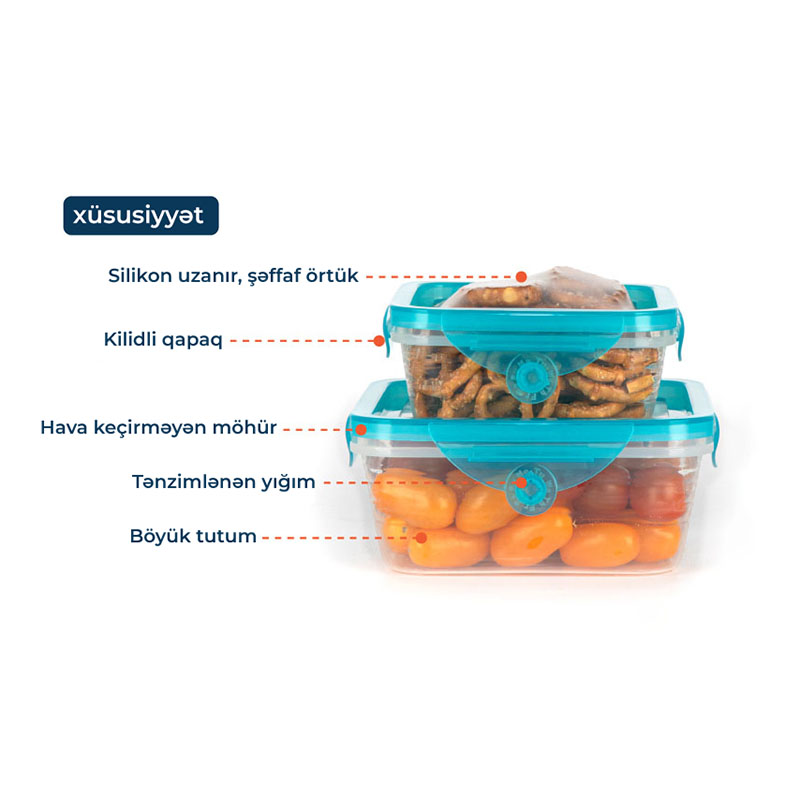 xüsusiyyət
Silikon uzanır, şəffaf örtük
Kilidli qapaq
Hava keçirməyən möhür
Tənzimlənən yığım
Böyük tutum